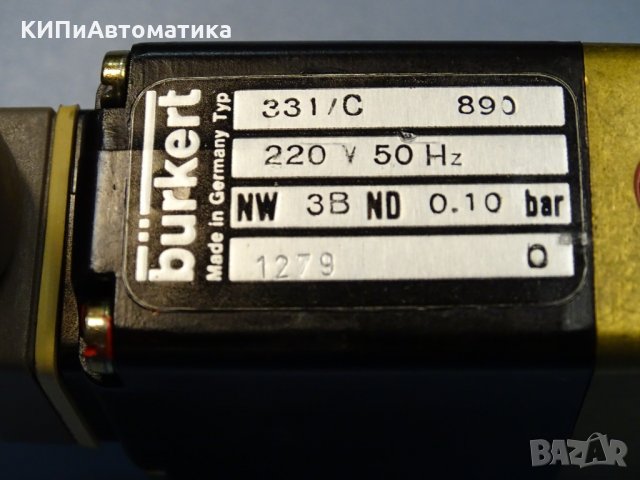 КИПиАвтоматика
bürkert
Made in Germany Typ
331/C 890
220 V 50 Hz
NW 3B ND 0.10 bar
1279 0
BAZAR